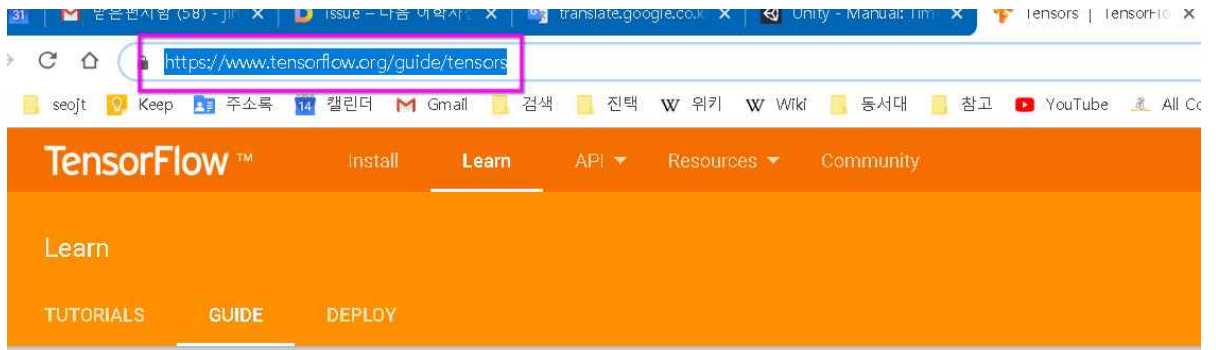 31 받은편지함 (58) - jin issue – 다음 어학사전 translate.google.co.k Unity - Manual: Tim Tensors | TensorFlo
https://www.tensorflow.org/guide/tensors
seojt Keep 주소록 14 캘린더 Gmail 검색 진택 W 위키 W Wiki 동서대 참고 YouTube All Co
TensorFlow ™ Install Learn API Resources Community
Learn
TUTORIALS GUIDE DEPLOY